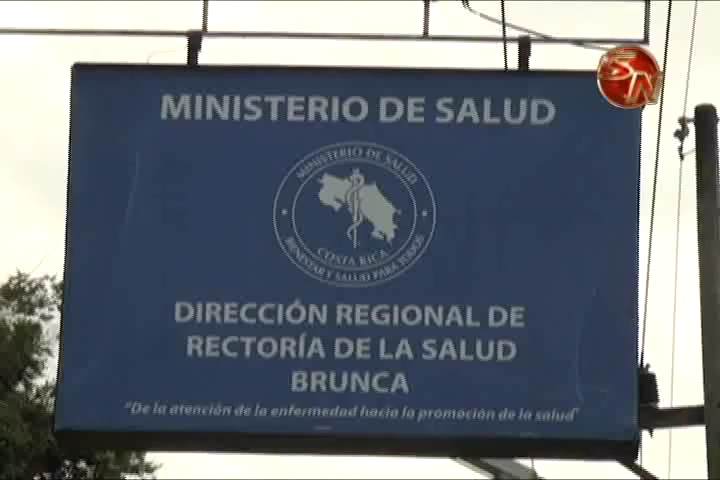 MINISTERIO DE SALUD
MINISTERIO DE SALUD
COSTA RICA
BIENESTAR Y SALUD PARA TODOS
DIRECCIÓN REGIONAL DE
RECTORÍA DE LA SALUD
BRUNCA
"De la atención de la enfermedad hacia la promoción de la salud"